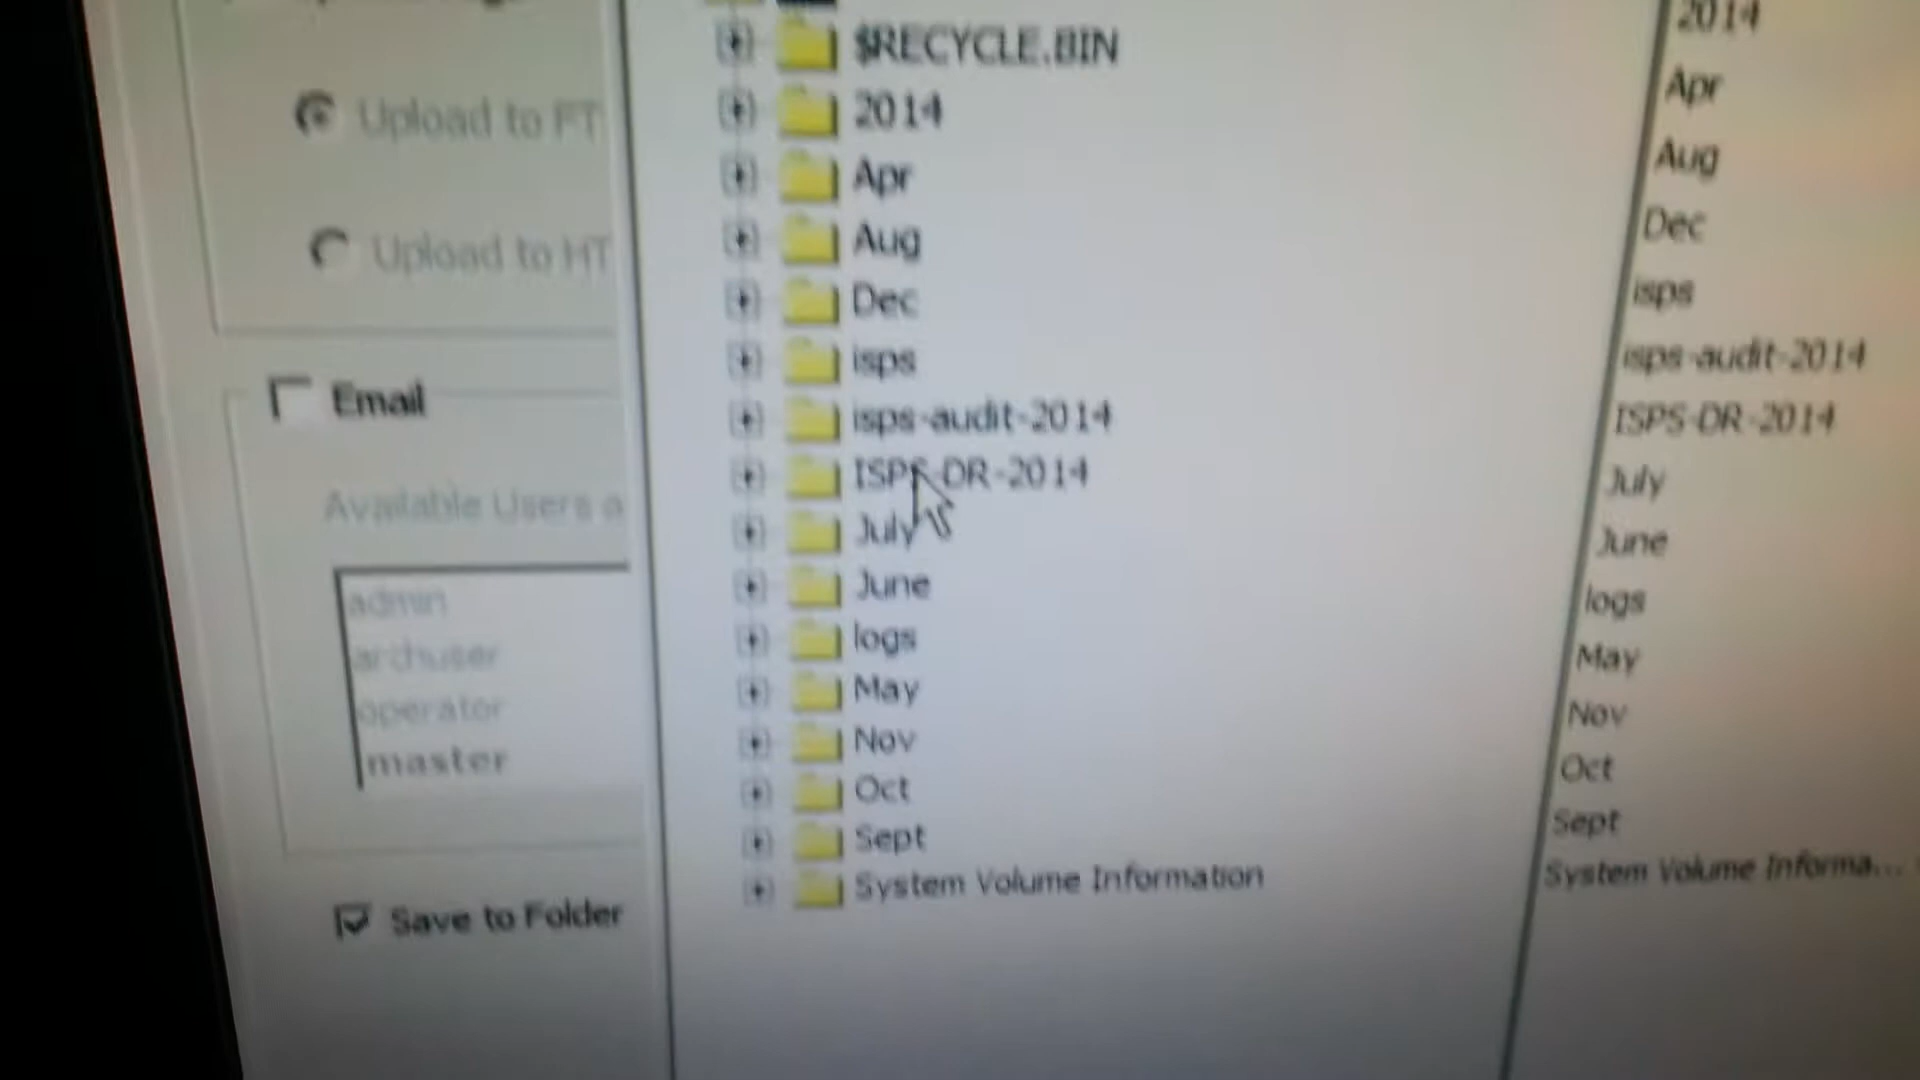 Upload to FT
Upload to HT
Email
Available Users a
admin
archuser
operator
master
Save to Folder
$RECYCLE.BIN
2014
Apr
Aug
Dec
isps
isps-audit-2014
ISPS-DR-2014
July
June
logs
May
Nov
Oct
Sept
System Volume Information
2014
Apr
Aug
Dec
isps
isps-audit-2014
ISPS-DR-2014
July
June
logs
May
Nov
Oct
Sept
System Volume Informa...